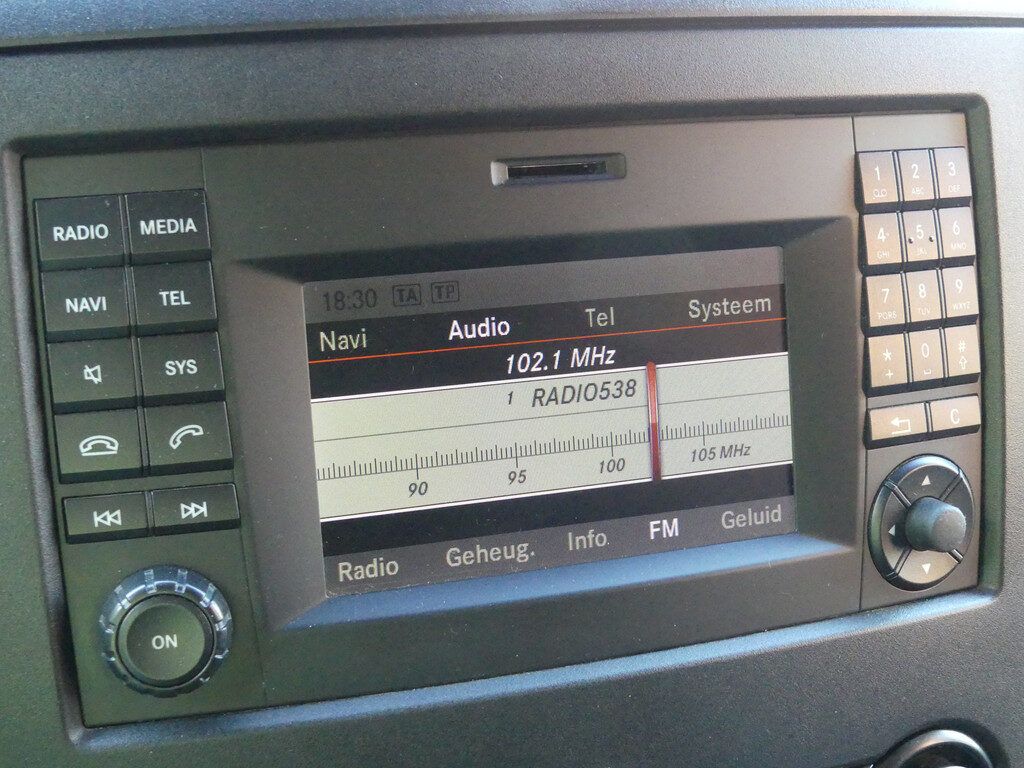 RADIO MEDIA
NAVI TEL
SYS
ON
18:30 TA TP
Navi Audio Tel Systeem
102.1 MHz
1 RADIO538
90 95 100 105 MHz
Radio Geheug. Info FM Geluid
1 2 3
ABC DEF
4 5 6
GHI JKL MNO
7 8 9
PQRS TUV WXYZ
* 0 #
+
C